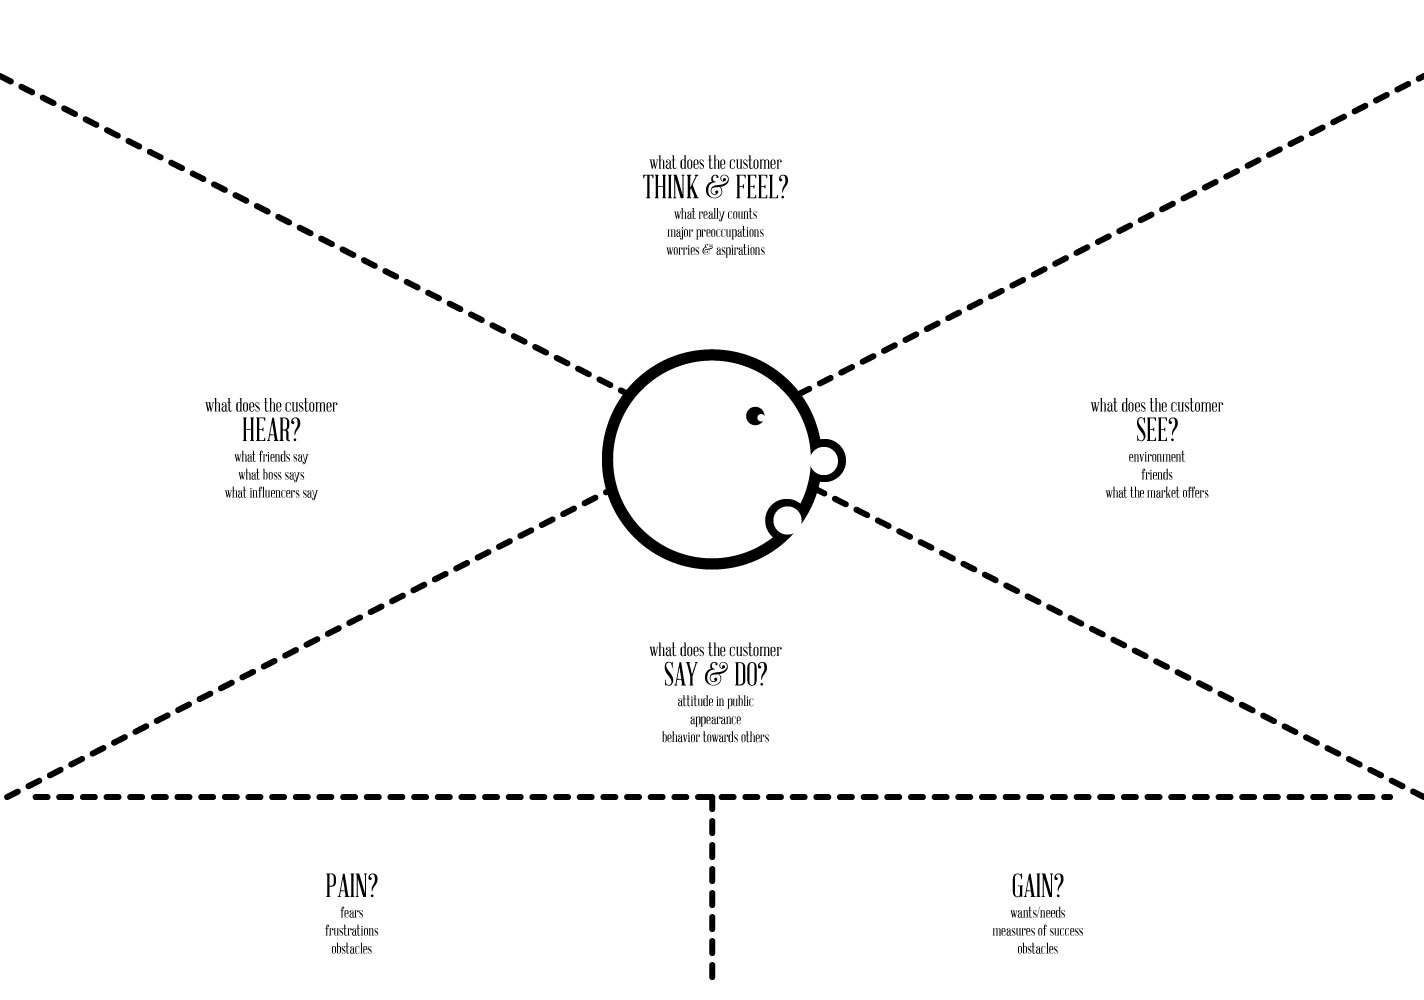 what does the customer
THINK & FEEL?
what really counts
major preoccupations
worries & aspirations
what does the customer
HEAR?
what friends say
what boss says
what influencers say
what does the customer
SEE?
environment
friends
what the market offers
what does the customer
SAY & DO?
attitude in public
appearance
behavior towards others
PAIN?
fears
frustrations
obstacles
GAIN?
wants/needs
measures of success
obstacles